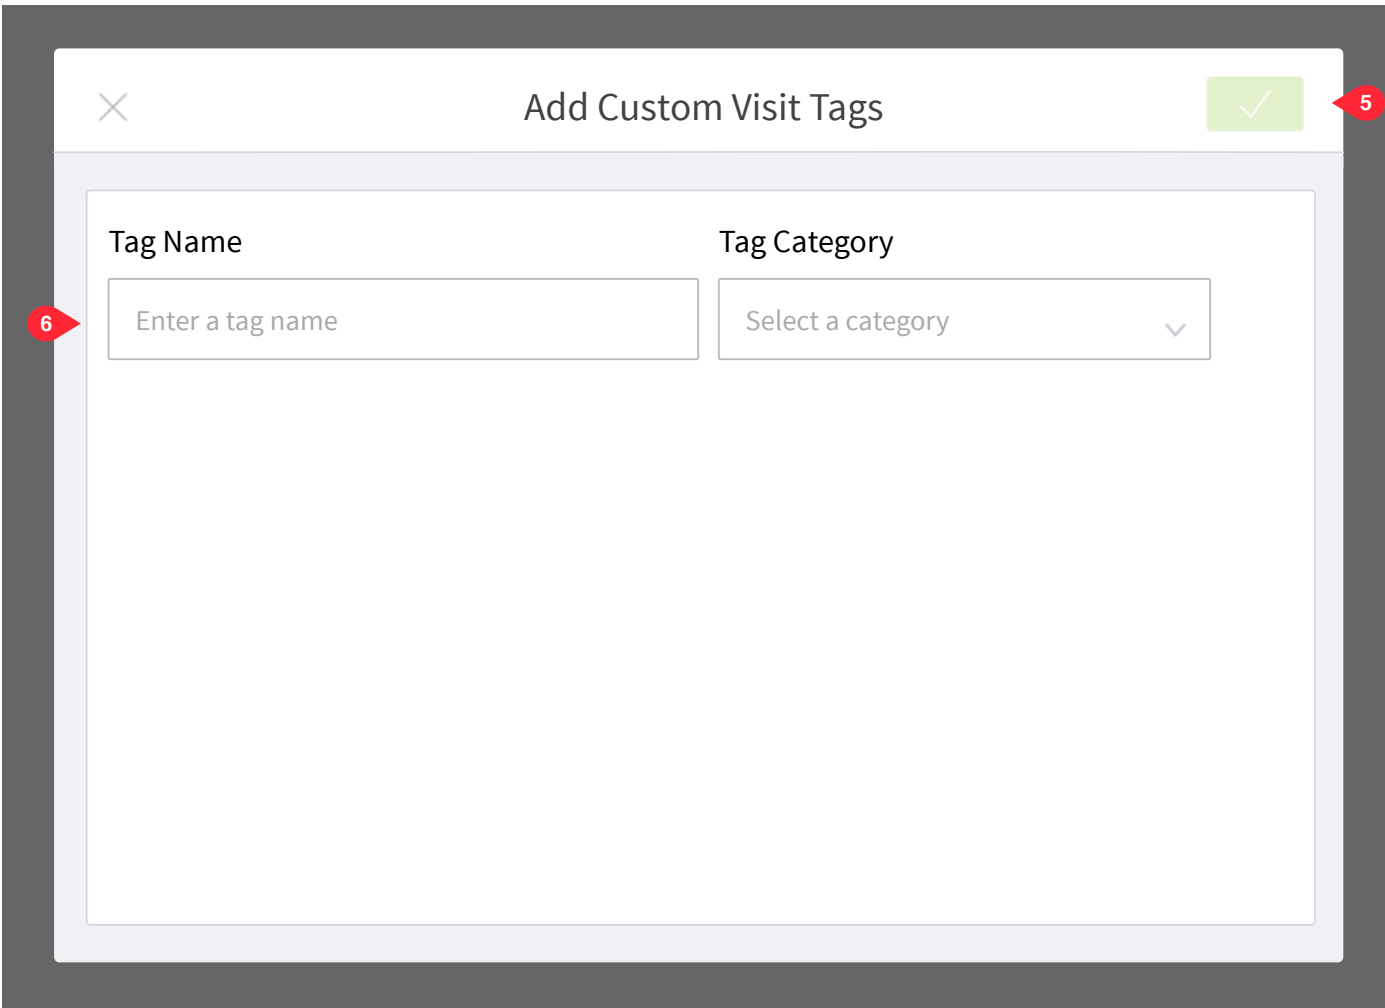 Add Custom Visit Tags
5
Tag Name
Tag Category
6
Enter a tag name
Select a category